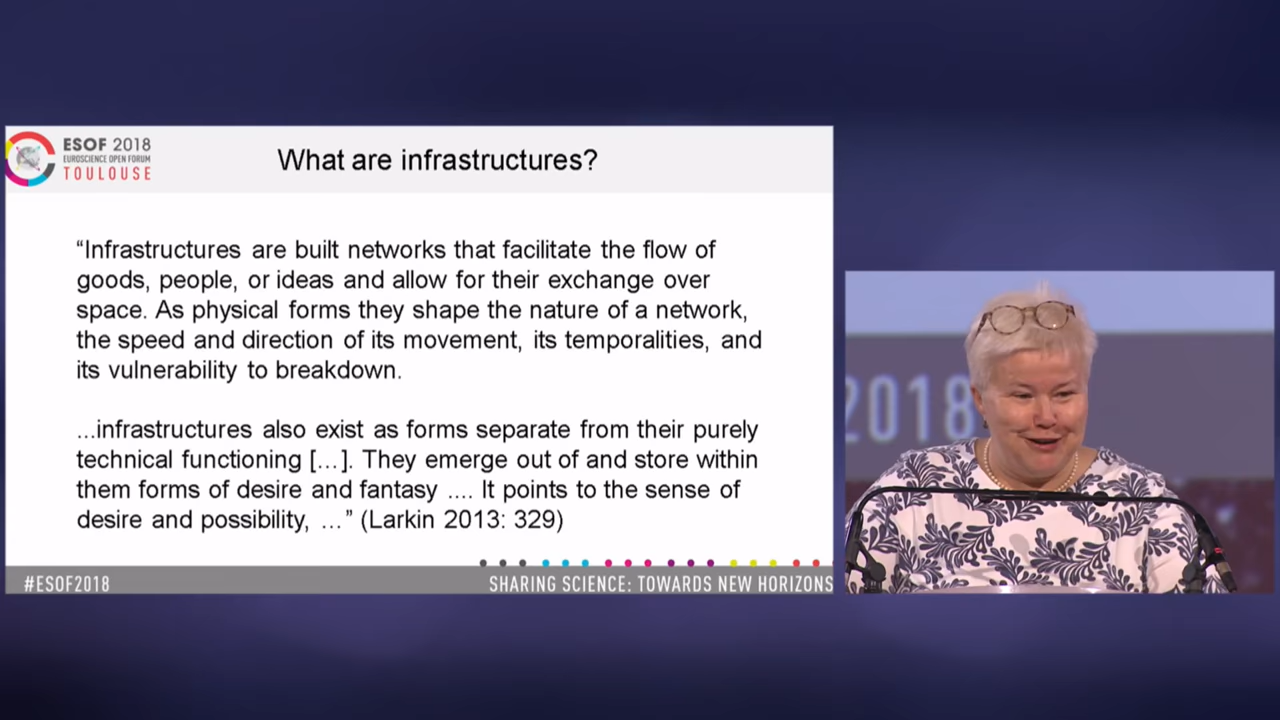 ESOF 2018
EUROSCIENCE OPEN FORUM
TOULOUSE
What are infrastructures?
“Infrastructures are built networks that facilitate the flow of
goods, people, or ideas and allow for their exchange over
space. As physical forms they shape the nature of a network,
the speed and direction of its movement, its temporalities, and
its vulnerability to breakdown.
...infrastructures also exist as forms separate from their purely
technical functioning [...]. They emerge out of and store within
them forms of desire and fantasy .... It points to the sense of
desire and possibility, ...” (Larkin 2013: 329)
#ESOF2018
SHARING SCIENCE: TOWARDS NEW HORIZONS
2018